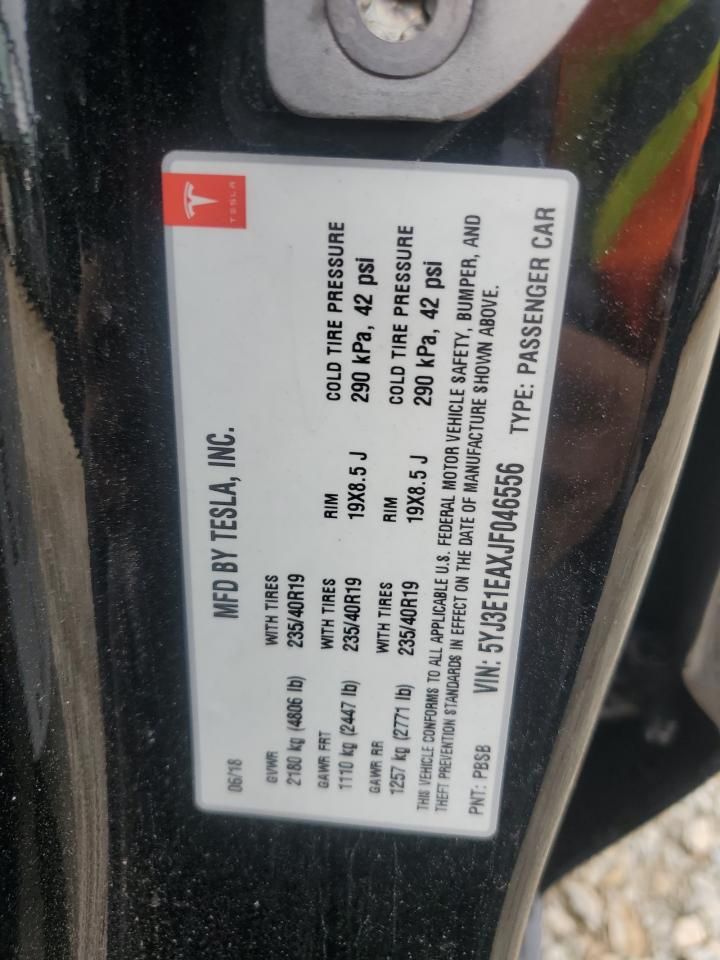 TESLA
MFD BY TESLA, INC.
06/18
GVWR WITH TIRES
2180 kg (4806 lb) 235/40R19
GAWR FRT WITH TIRES RIM COLD TIRE PRESSURE
1110 kg (2447 lb) 235/40R19 19X8.5 J 290 kPa, 42 psi
GAWR RR WITH TIRES RIM COLD TIRE PRESSURE
1257 kg (2771 lb) 235/40R19 19X8.5 J 290 kPa, 42 psi
THIS VEHICLE CONFORMS TO ALL APPLICABLE U.S. FEDERAL MOTOR VEHICLE SAFETY, BUMPER, AND
THEFT PREVENTION STANDARDS IN EFFECT ON THE DATE OF MANUFACTURE SHOWN ABOVE.
PNT: PBSB VIN: 5YJ3E1EAXJF046556 TYPE: PASSENGER CAR